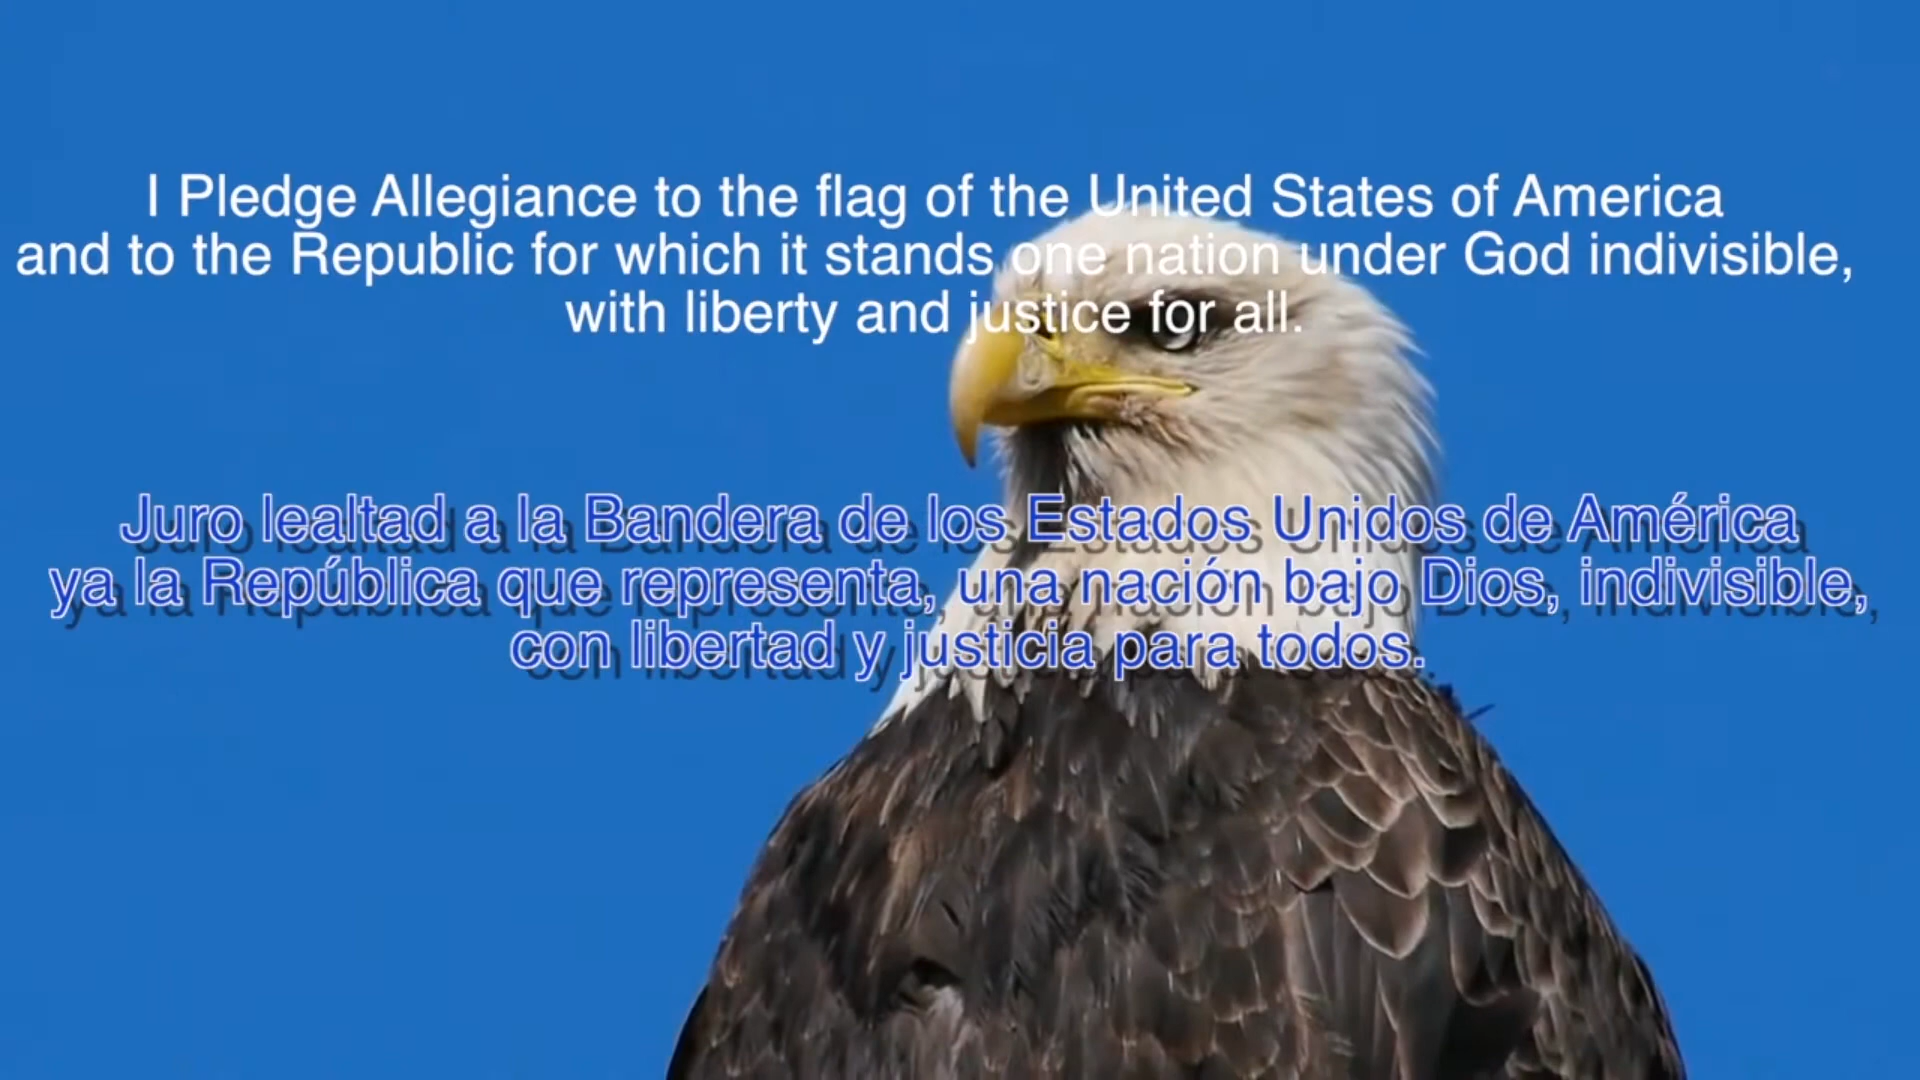 I Pledge Allegiance to the flag of the United States of America
and to the Republic for which it stands one nation under God indivisible,
with liberty and justice for all.
Juro lealtad a la Bandera de los Estados Unidos de América
ya la República que representa, una nación bajo Dios, indivisible,
con libertad y justicia para todos.